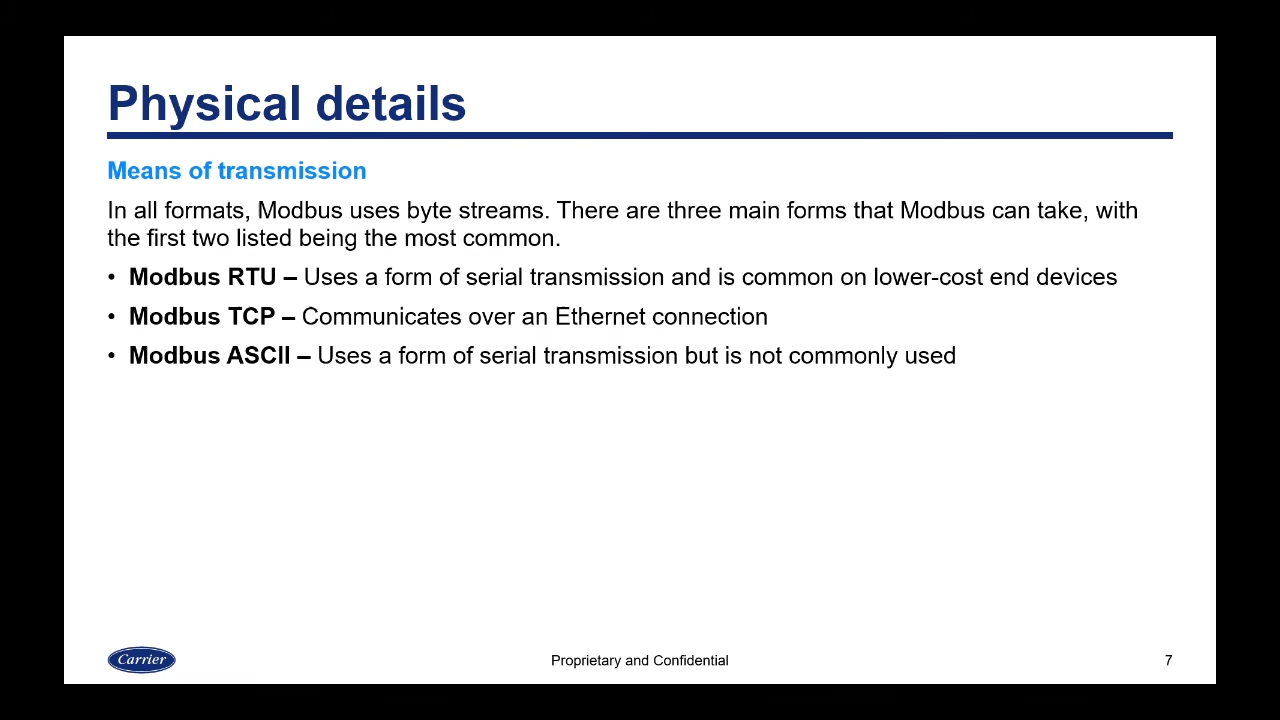 Physical details
Means of transmission
In all formats, Modbus uses byte streams. There are three main forms that Modbus can take, with
the first two listed being the most common.
• Modbus RTU – Uses a form of serial transmission and is common on lower-cost end devices
• Modbus TCP – Communicates over an Ethernet connection
• Modbus ASCII – Uses a form of serial transmission but is not commonly used
Carrier
Proprietary and Confidential
7